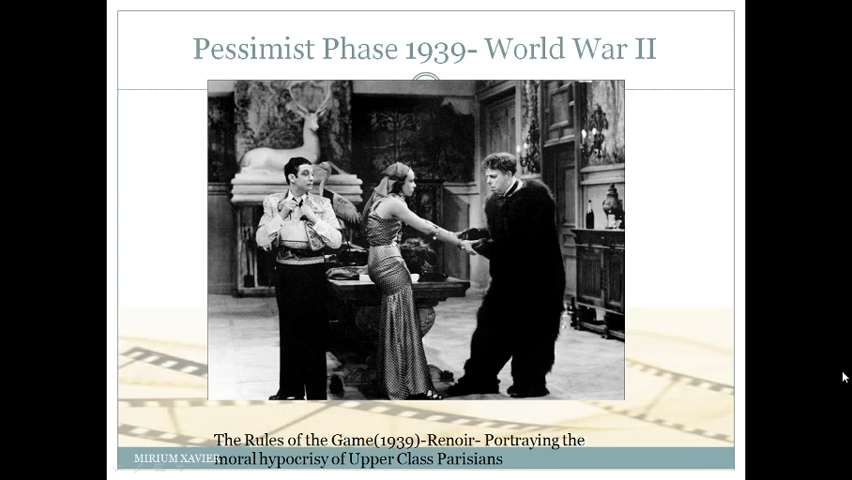 Pessimist Phase 1939- World War II
The Rules of the Game(1939)-Renoir- Portraying the
moral hypocrisy of Upper Class Parisians
MIRIUM XAVIER